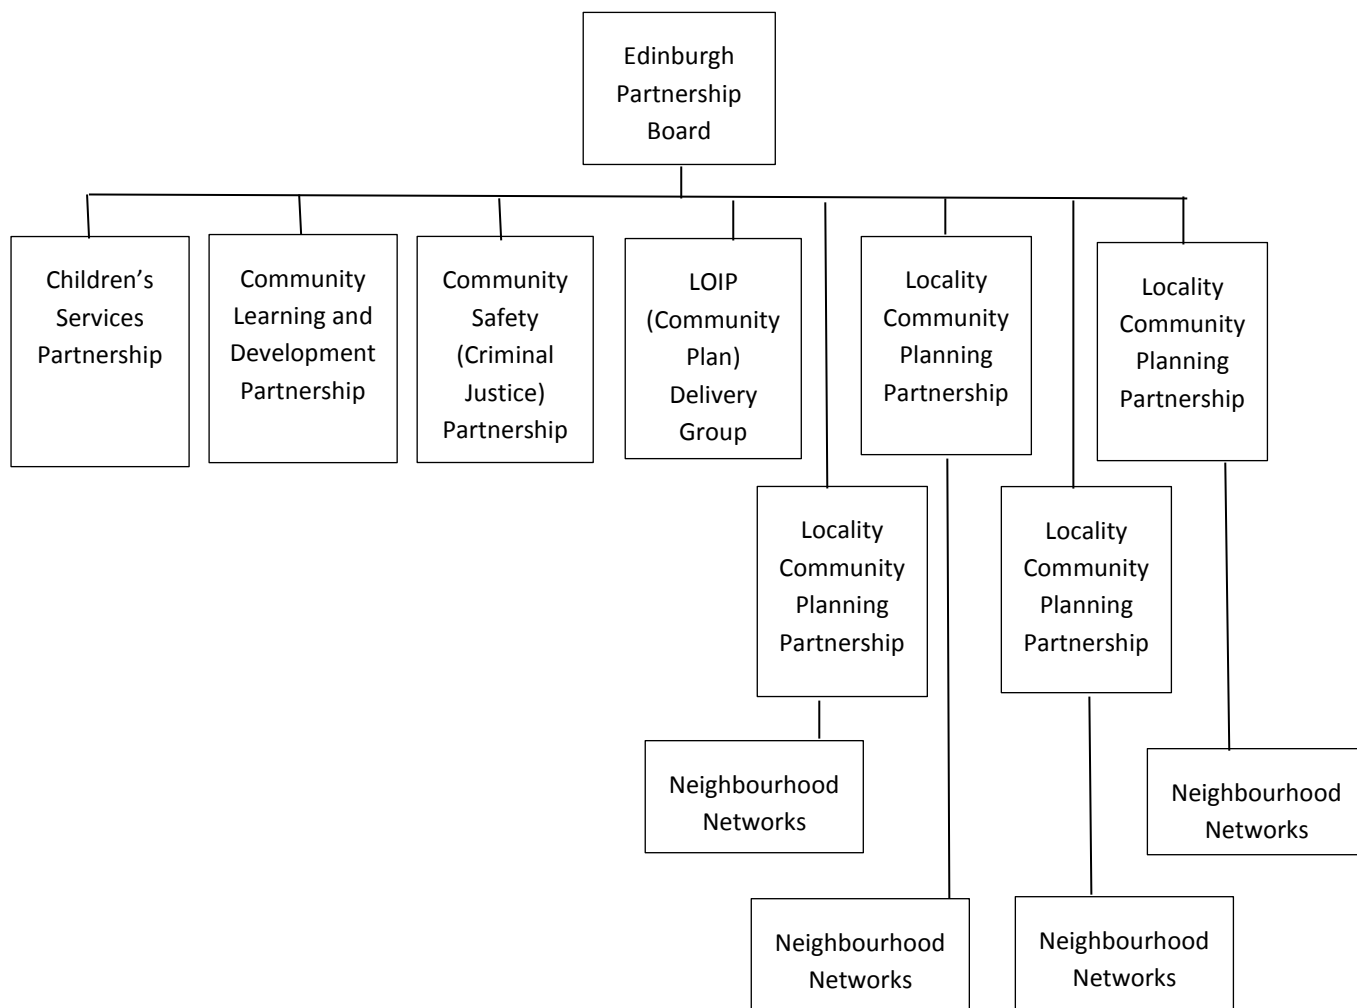 Edinburgh
Partnership
Board
Children’s
Services
Partnership
Community
Learning and
Development
Partnership
Community
Safety
(Criminal
Justice)
Partnership
LOIP
(Community
Plan)
Delivery
Group
Locality
Community
Planning
Partnership
Locality
Community
Planning
Partnership
Locality
Community
Planning
Partnership
Locality
Community
Planning
Partnership
Neighbourhood
Networks
Neighbourhood
Networks
Neighbourhood
Networks
Neighbourhood
Networks